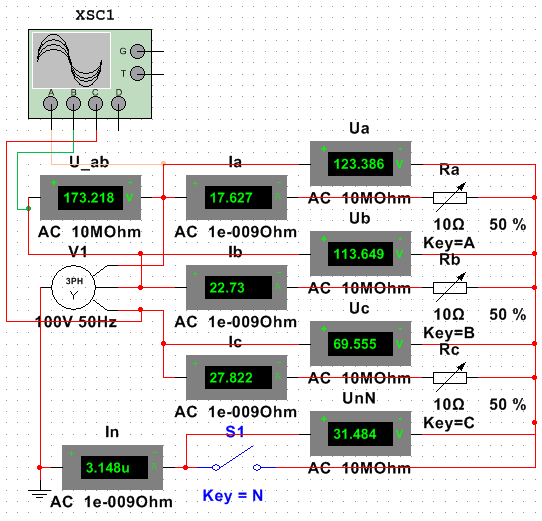 XSC1
G
T
A B C D
U_ab
173.218 V
AC 10MOhm
Ia
17.627 A
AC 1e-009Ohm
Ua
123.386 V
AC 10MOhm
Ra
10Ω 50 %
Key=A
V1
3PH
Y
100V 50Hz
Ib
22.73 A
AC 1e-009Ohm
Ub
113.649 V
AC 10MOhm
Rb
10Ω 50 %
Key=B
Ic
27.822 A
AC 1e-009Ohm
Uc
69.555 V
AC 10MOhm
Rc
10Ω 50 %
Key=C
In
3.148u A
AC 1e-009Ohm
S1
Key = N
UnN
31.484 V
AC 10MOhm